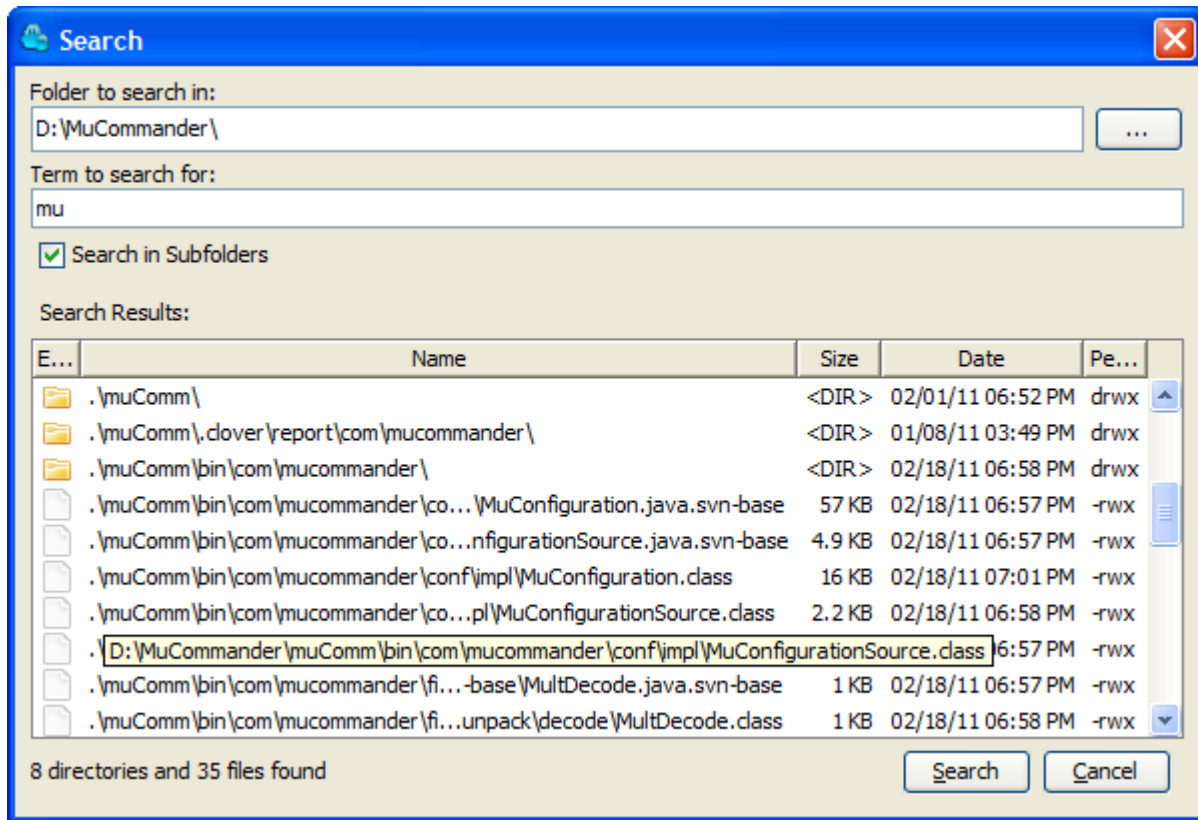 Search
Folder to search in:
D:\MuCommander\
...
Term to search for:
mu
Search in Subfolders
Search Results:
E... Name Size Date Pe...
.\muComm\ <DIR> 02/01/11 06:52 PM drwx
.\muComm\.clover\report\com\mucommander\ <DIR> 01/08/11 03:49 PM drwx
.\muComm\bin\com\mucommander\ <DIR> 02/18/11 06:58 PM drwx
.\muComm\bin\com\mucommander\co...\MuConfiguration.java.svn-base 57 KB 02/18/11 06:57 PM -rwx
.\muComm\bin\com\mucommander\co...nfigurationSource.java.svn-base 4.9 KB 02/18/11 06:57 PM -rwx
.\muComm\bin\com\mucommander\conf\impl\MuConfiguration.class 16 KB 02/18/11 07:01 PM -rwx
.\muComm\bin\com\mucommander\co...pl\MuConfigurationSource.class 2.2 KB 02/18/11 06:58 PM -rwx
.\ D:\MuCommander\muComm\bin\com\mucommander\conf\impl\MuConfigurationSource.class 06:57 PM -rwx
.\muComm\bin\com\mucommander\fi...-base\MultDecode.java.svn-base 1 KB 02/18/11 06:57 PM -rwx
.\muComm\bin\com\mucommander\fi...unpack\decode\MultDecode.class 1 KB 02/18/11 06:58 PM -rwx
8 directories and 35 files found Search Cancel